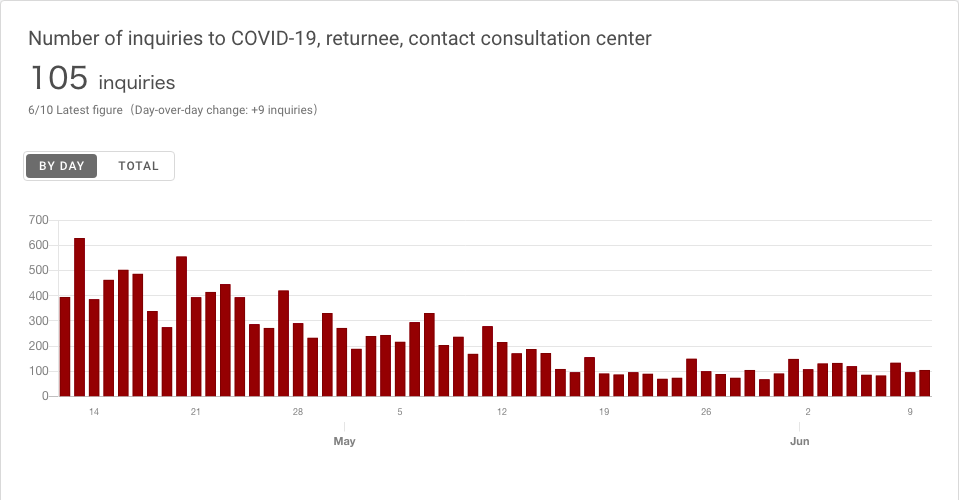 Number of inquiries to COVID-19, returnee, contact consultation center
105 inquiries
6/10 Latest figure（Day-over-day change: +9 inquiries）
BY DAY TOTAL
700
600
500
400
300
200
100
0
14 21 28 5 12 19 26 2 9
May Jun